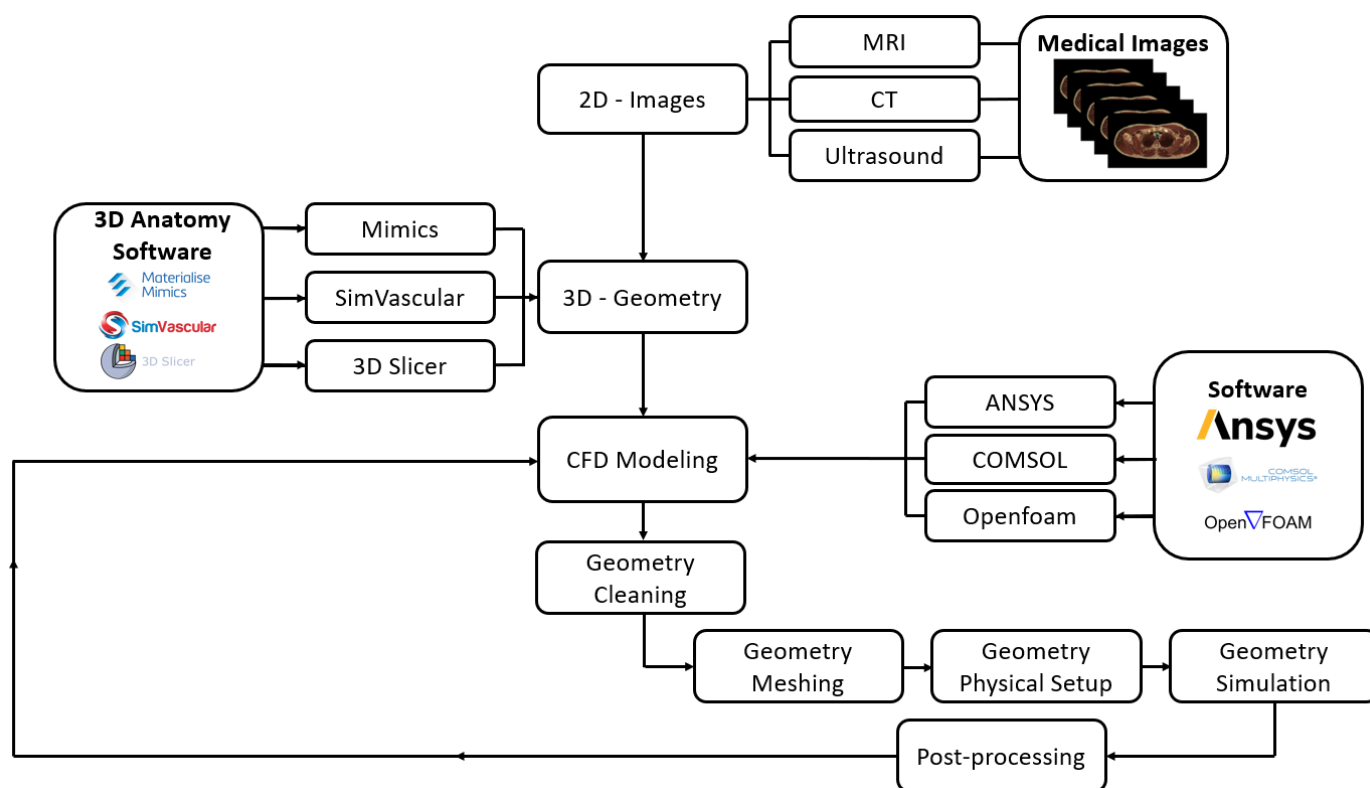 MRI
Medical Images
2D - Images
CT
Ultrasound
3D Anatomy
Software
Materialise
Mimics
SimVascular
3D Slicer
Mimics
SimVascular
3D Slicer
3D - Geometry
ANSYS
COMSOL
Openfoam
Software
Ansys
COMSOL
MULTIPHYSICS®
Open FOAM
CFD Modeling
Geometry
Cleaning
Geometry
Meshing
Geometry
Physical Setup
Geometry
Simulation
Post-processing